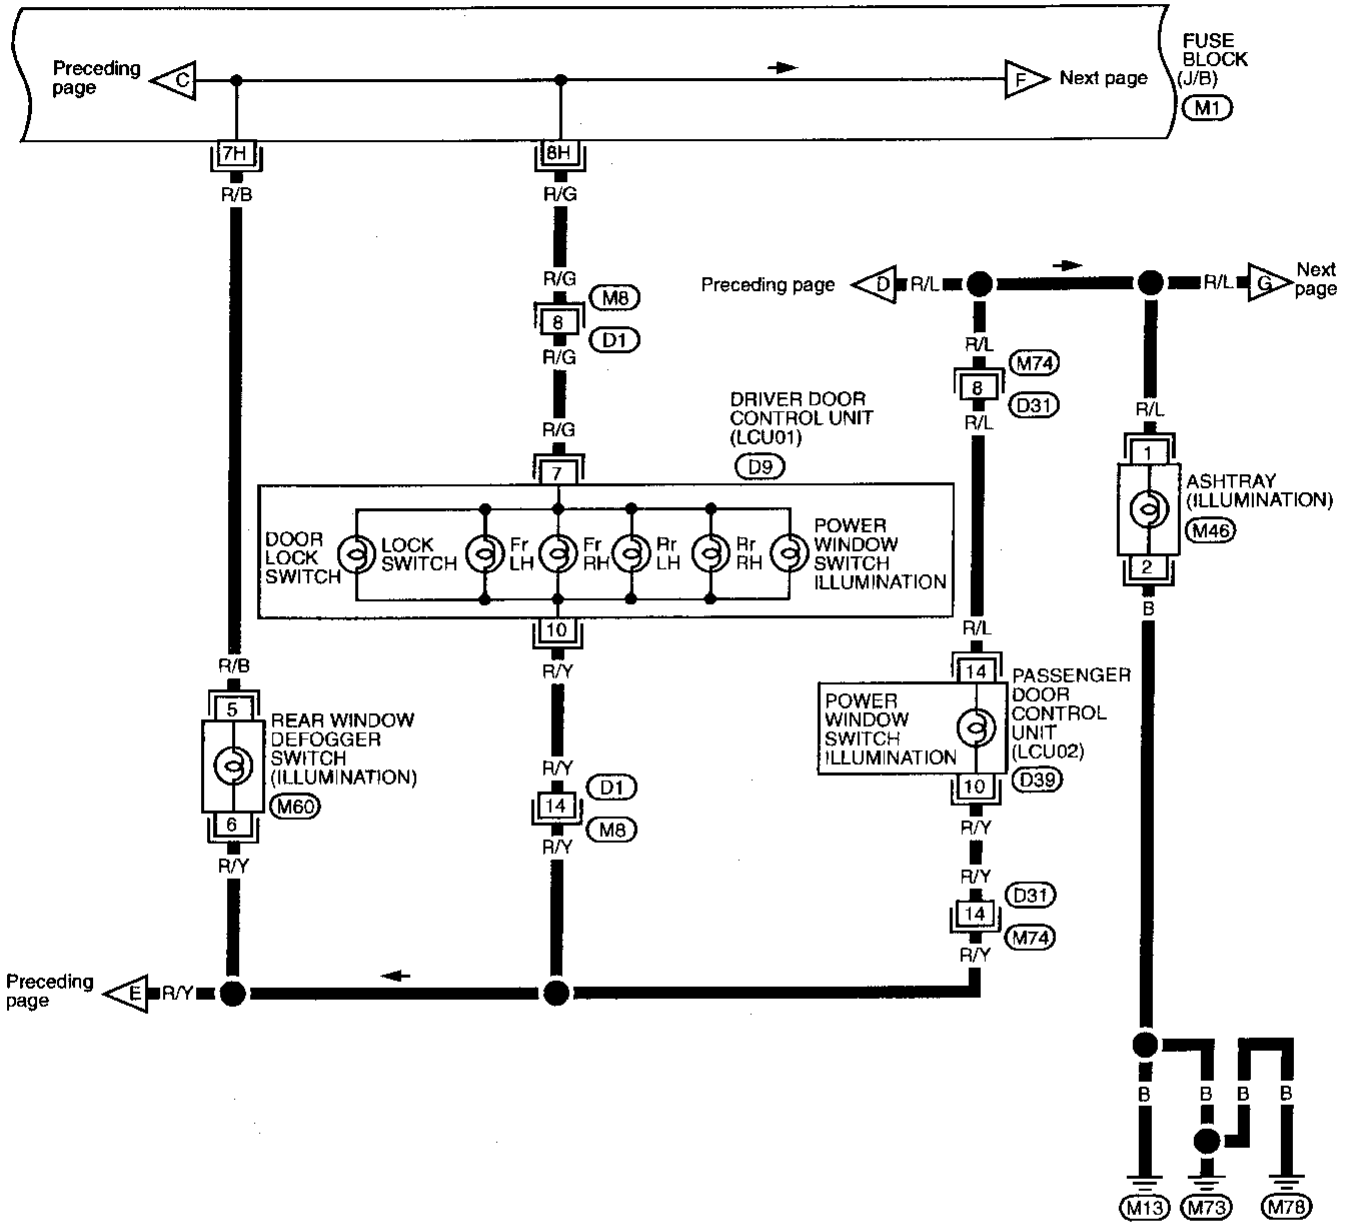 FUSE
BLOCK
(J/B)
M1
Preceding
page
C
F
Next page
7H
8H
R/B
R/G
R/G
M8
8
D1
R/G
Preceding page
D
R/L
R/L
G
Next
page
R/L
M74
8
D31
R/L
R/L
DRIVER DOOR
CONTROL UNIT
(LCU01)
D9
R/G
7
1
ASHTRAY
(ILLUMINATION)
M46
2
B
DOOR
LOCK
SWITCH
LOCK
SWITCH
Fr
LH
Fr
RH
Rr
LH
Rr
RH
POWER
WINDOW
SWITCH
ILLUMINATION
10
R/Y
R/L
14
PASSENGER
DOOR
CONTROL
UNIT
(LCU02)
D39
POWER
WINDOW
SWITCH
ILLUMINATION
10
R/Y
R/B
5
REAR WINDOW
DEFOGGER
SWITCH
(ILLUMINATION)
M60
6
R/Y
R/Y
D1
14
M8
R/Y
R/Y
D31
14
M74
R/Y
Preceding
page
E
R/Y
B
B
B
B
M13
M73
M78